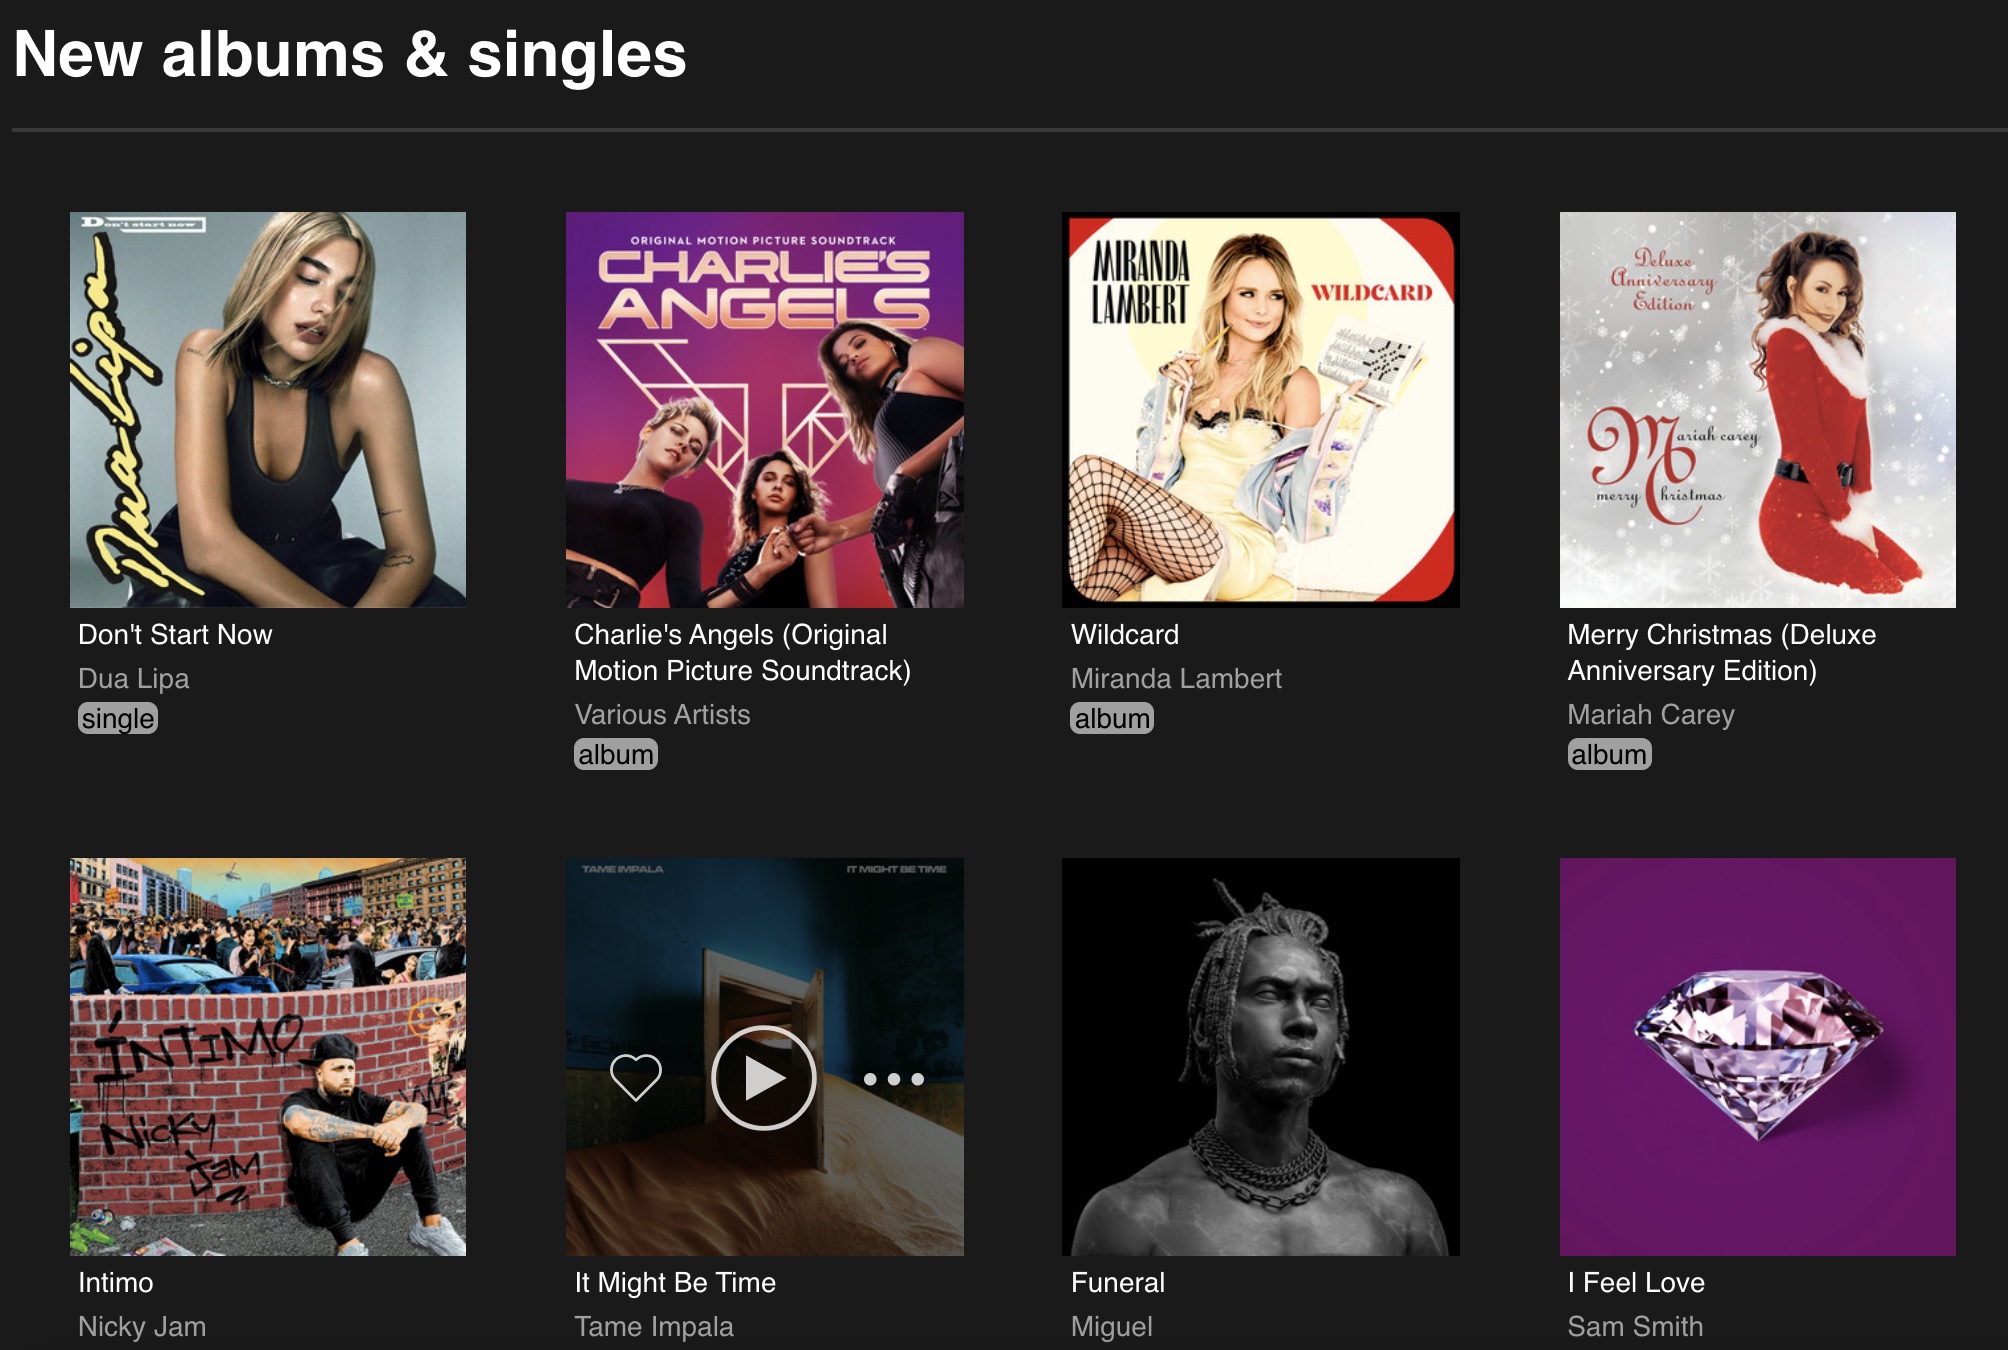 New albums & singles
Don't start now
Dua Lipa
ORIGINAL MOTION PICTURE SOUNDTRACK
CHARLIE'S
ANGELS
MIRANDA
LAMBERT
WILDCARD
Deluxe
Anniversary
Edition
Mariah carey
merry Christmas
Don't Start Now
Dua Lipa
single
Charlie's Angels (Original
Motion Picture Soundtrack)
Various Artists
album
Wildcard
Miranda Lambert
album
Merry Christmas (Deluxe
Anniversary Edition)
Mariah Carey
album
ÍNTIMO
Nicky
Jam
TAME IMPALA
IT MIGHT BE TIME
Intimo
Nicky Jam
It Might Be Time
Tame Impala
Funeral
Miguel
I Feel Love
Sam Smith